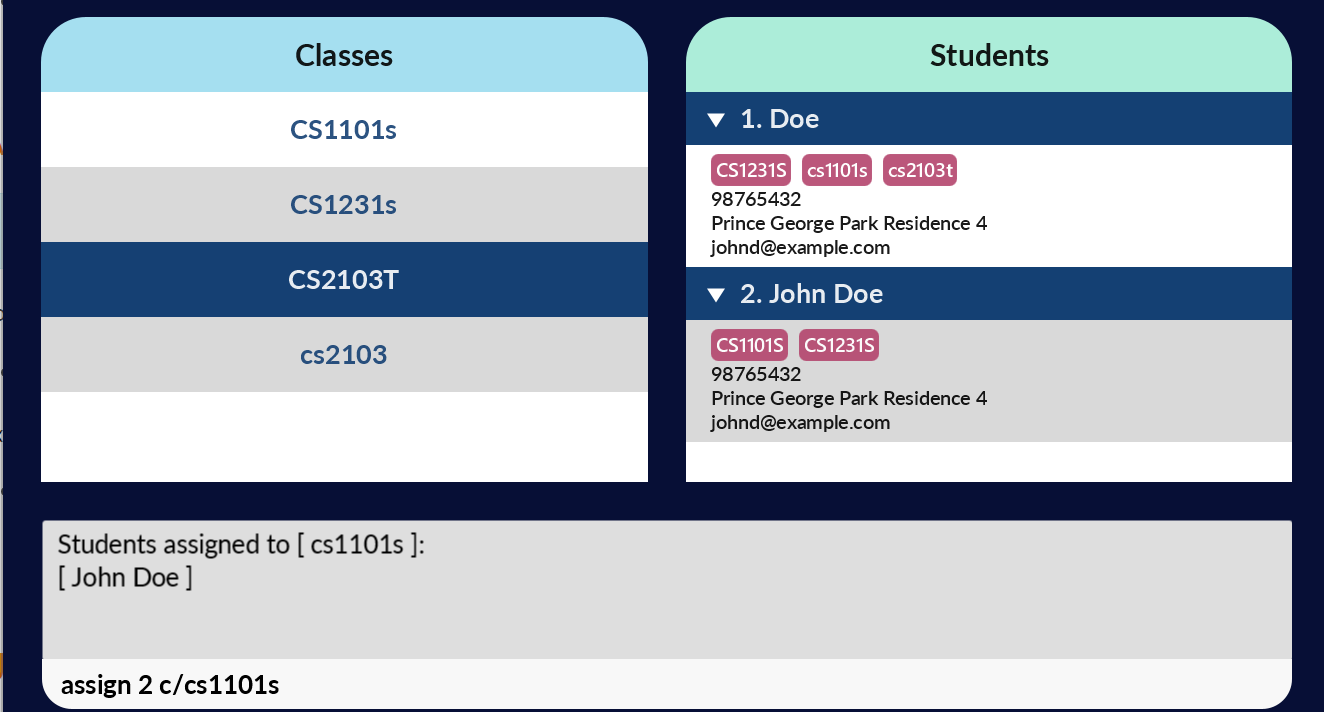 Classes
CS1101s
CS1231s
CS2103T
cs2103
Students
1. Doe
CS1231S cs1101s cs2103t
98765432
Prince George Park Residence 4
johnd@example.com
2. John Doe
CS1101S CS1231S
98765432
Prince George Park Residence 4
johnd@example.com
Students assigned to [ cs1101s ]:
[ John Doe ]
assign 2 c/cs1101s